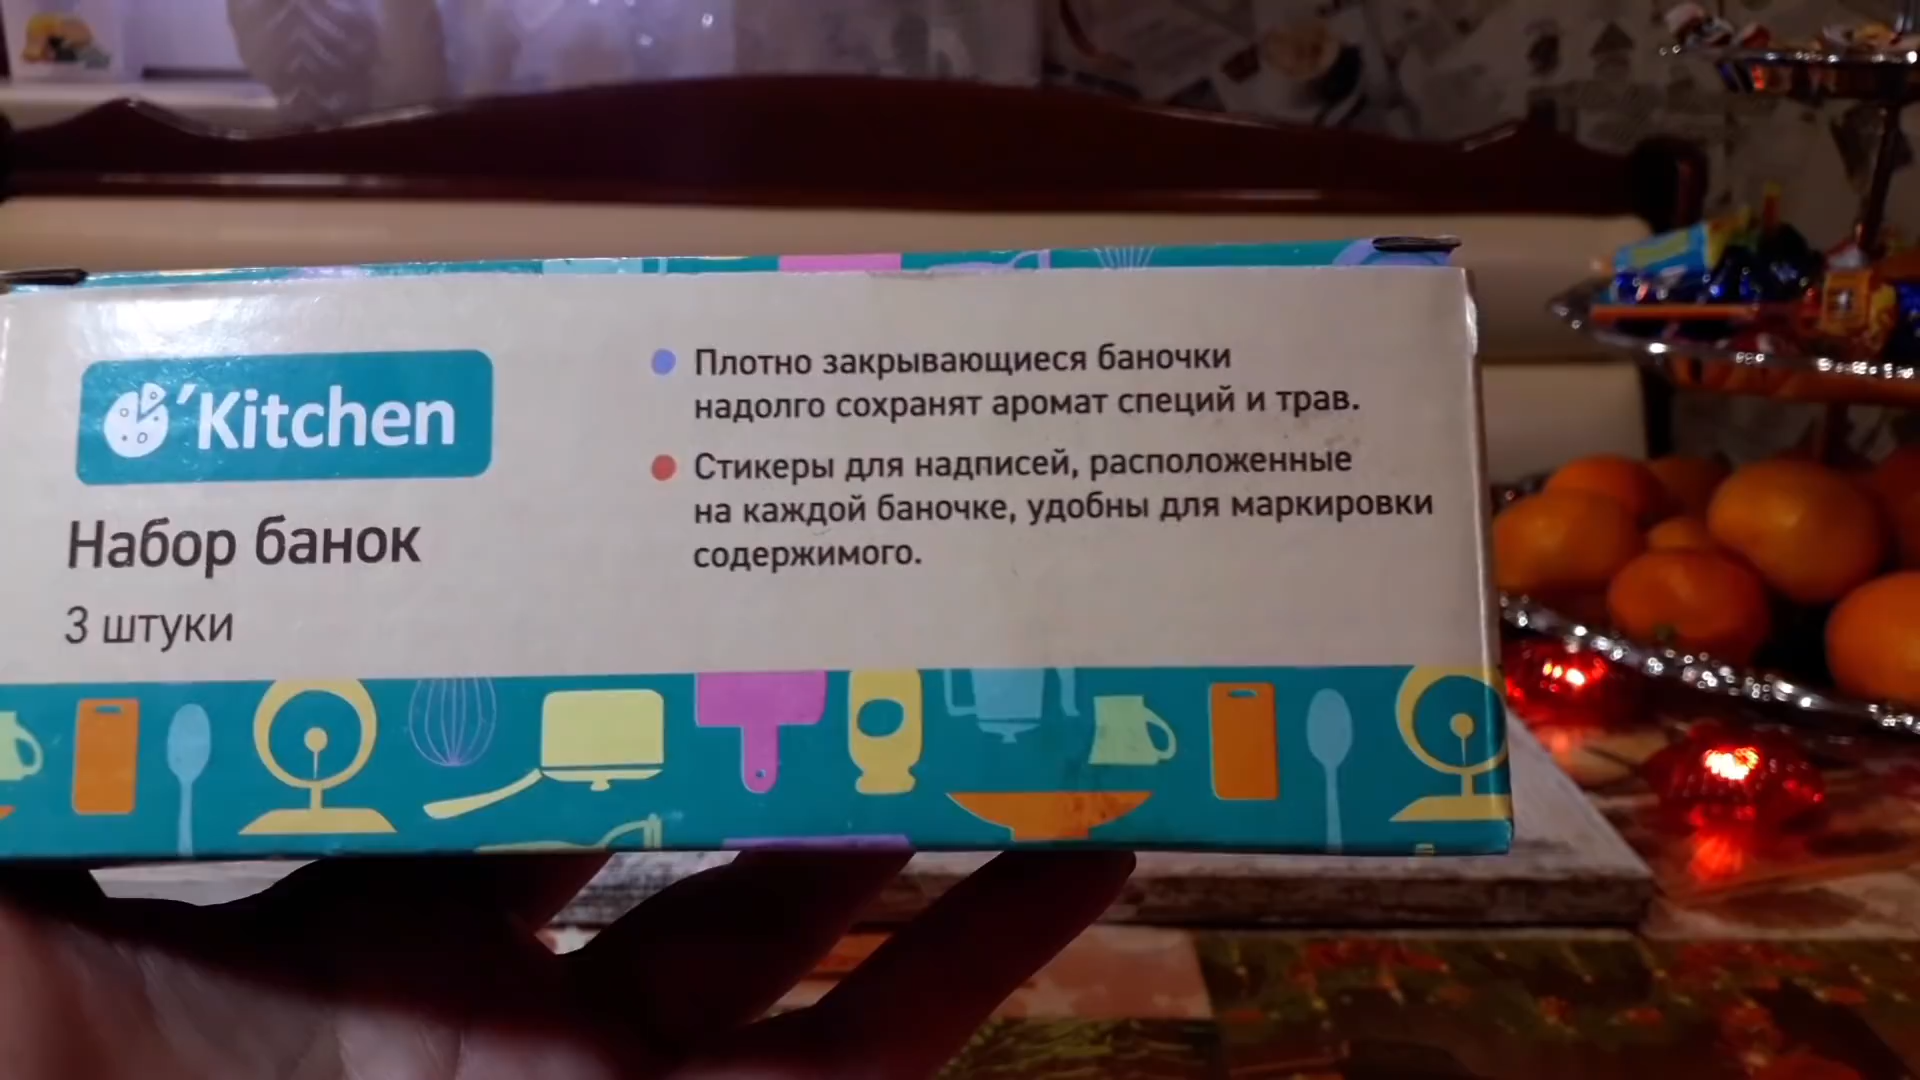 'Kitchen
Набор банок
3 штуки
Плотно закрывающиеся баночки
надолго сохранят аромат специй и трав.
Стикеры для надписей, расположенные
на каждой баночке, удобны для маркировки
содержимого.